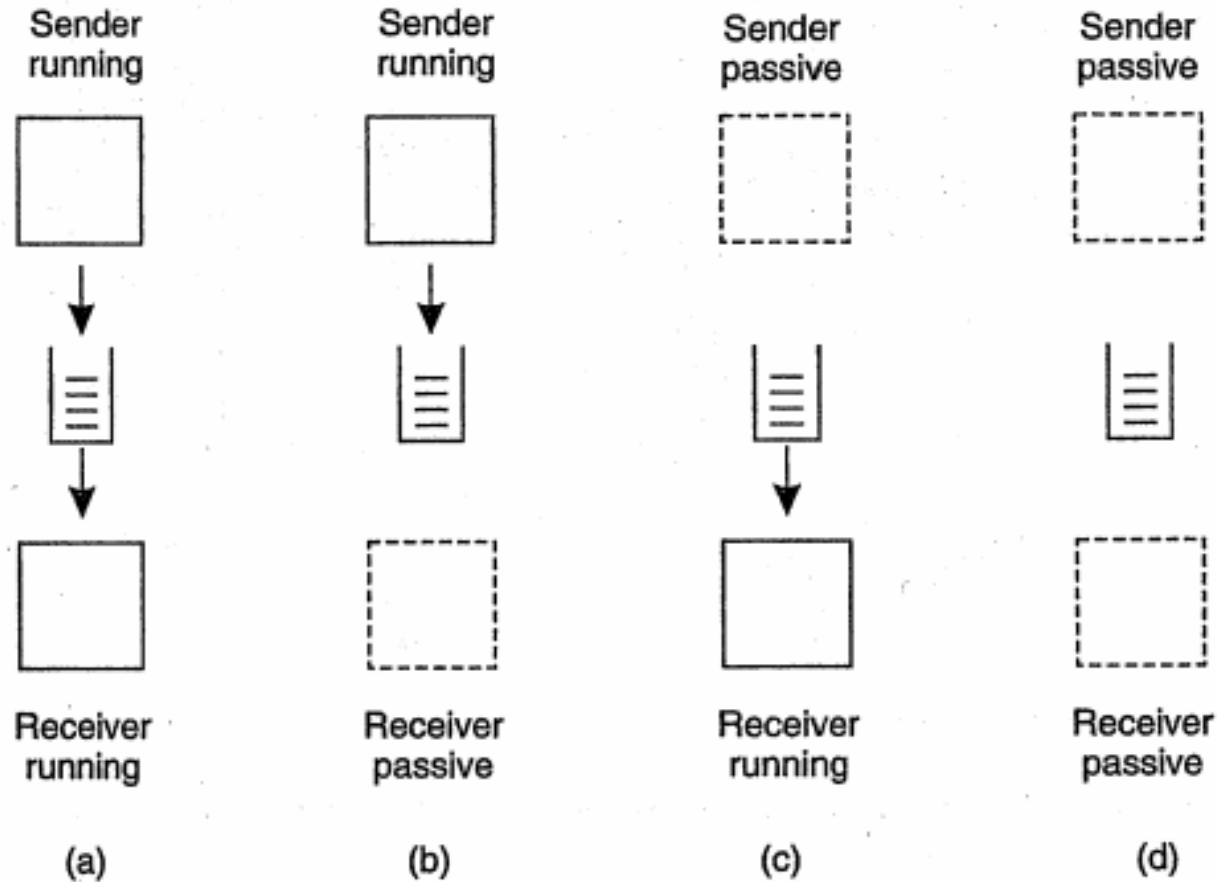 Sender
running
Sender
running
Sender
passive
Sender
passive
Receiver
running
Receiver
passive
Receiver
running
Receiver
passive
(a)
(b)
(c)
(d)